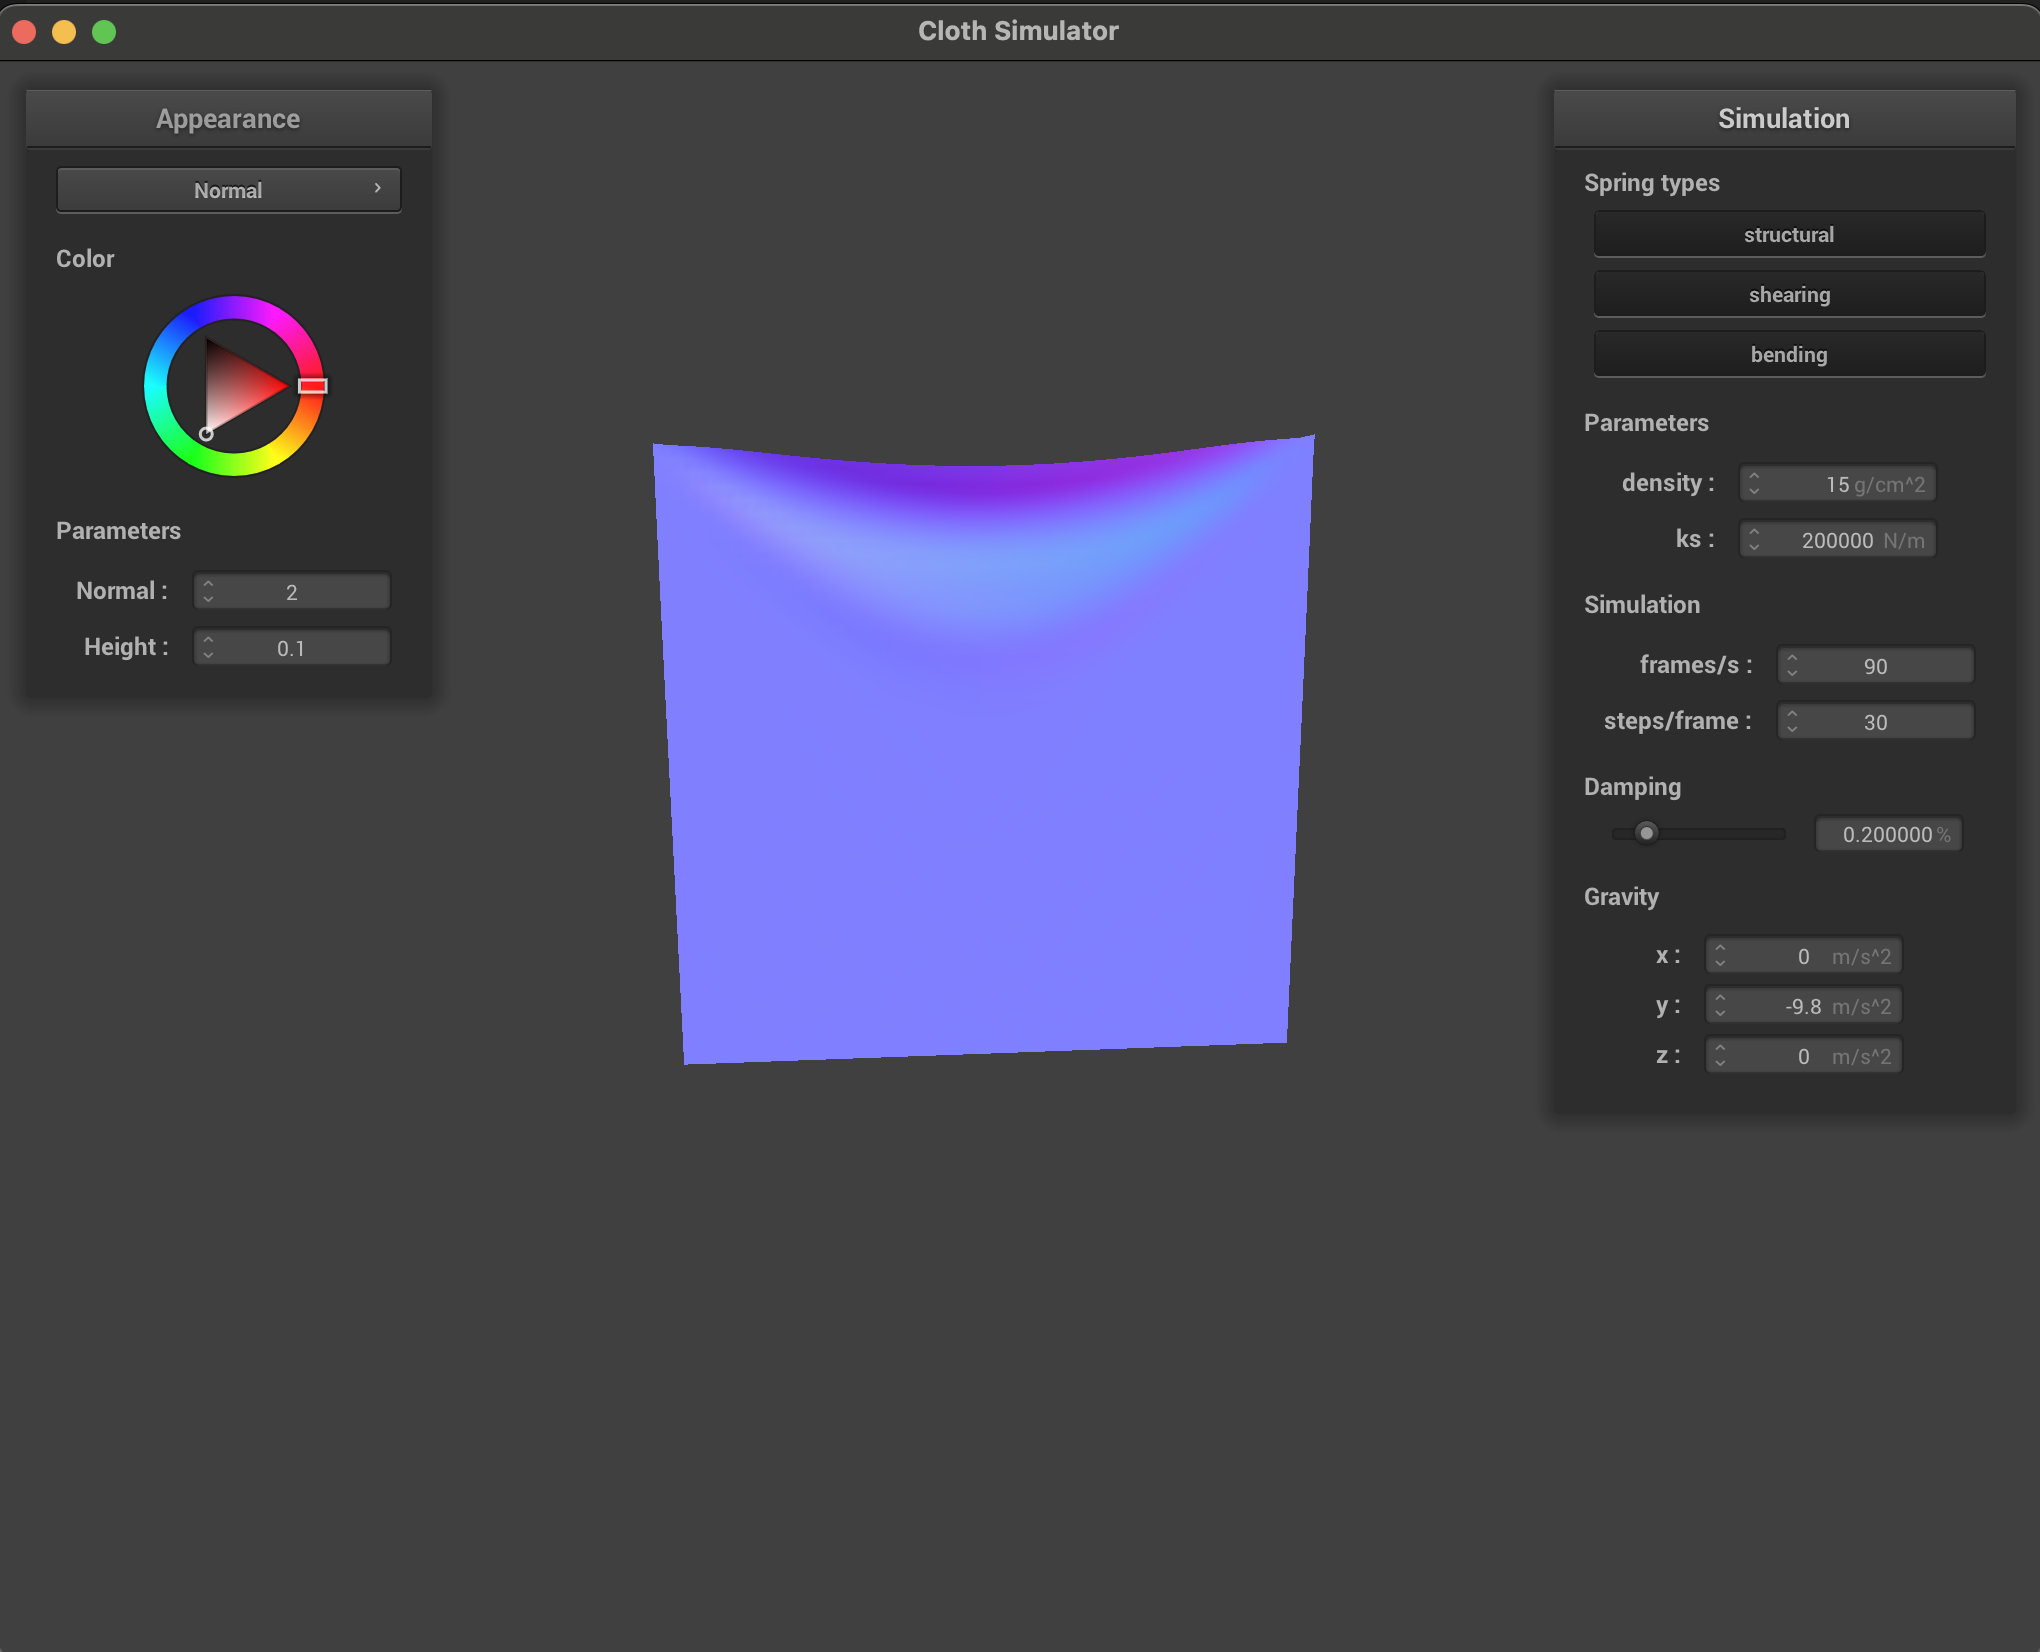 Cloth Simulator
Appearance
Normal
Color
Parameters
Normal : 2
Height : 0.1
Simulation
Spring types
structural
shearing
bending
Parameters
density : 15 g/cm^2
ks : 200000 N/m
Simulation
frames/s : 90
steps/frame : 30
Damping
0.200000 %
Gravity
x : 0 m/s^2
y : -9.8 m/s^2
z : 0 m/s^2